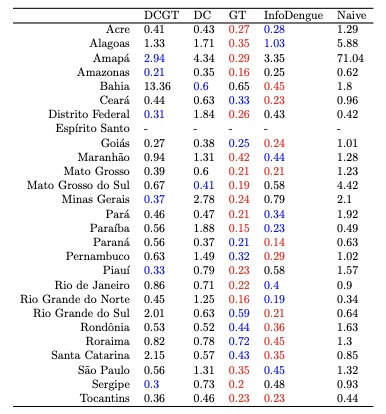 DCGT DC GT InfoDengue Naive
Acre 0.41 0.43 0.27 0.28 1.29
Alagoas 1.33 1.71 0.35 1.03 5.88
Amapá 2.94 4.34 0.29 3.35 71.04
Amazonas 0.21 0.35 0.16 0.25 0.62
Bahia 13.36 0.6 0.65 0.45 1.8
Ceará 0.44 0.63 0.33 0.23 0.96
Distrito Federal 0.31 1.84 0.26 0.43 0.42
Espírito Santo - - - - -
Goiás 0.27 0.38 0.25 0.24 1.01
Maranhão 0.94 1.31 0.42 0.44 1.28
Mato Grosso 0.39 0.6 0.21 0.21 1.23
Mato Grosso do Sul 0.67 0.41 0.19 0.58 4.42
Minas Gerais 0.37 2.78 0.24 0.79 2.1
Pará 0.46 0.47 0.21 0.34 1.92
Paraíba 0.56 1.88 0.15 0.23 0.49
Paraná 0.56 0.37 0.21 0.14 0.63
Pernambuco 0.63 1.49 0.32 0.29 1.02
Piauí 0.33 0.79 0.23 0.58 1.57
Rio de Janeiro 0.86 0.71 0.22 0.4 0.9
Rio Grande do Norte 0.45 1.25 0.16 0.19 0.34
Rio Grande do Sul 2.01 0.63 0.59 0.21 0.64
Rondônia 0.53 0.52 0.44 0.36 1.63
Roraima 0.82 0.78 0.72 0.45 1.3
Santa Catarina 2.15 0.57 0.43 0.35 0.85
São Paulo 0.56 1.31 0.35 0.45 1.32
Sergipe 0.3 0.73 0.2 0.48 0.93
Tocantins 0.36 0.46 0.23 0.23 0.44